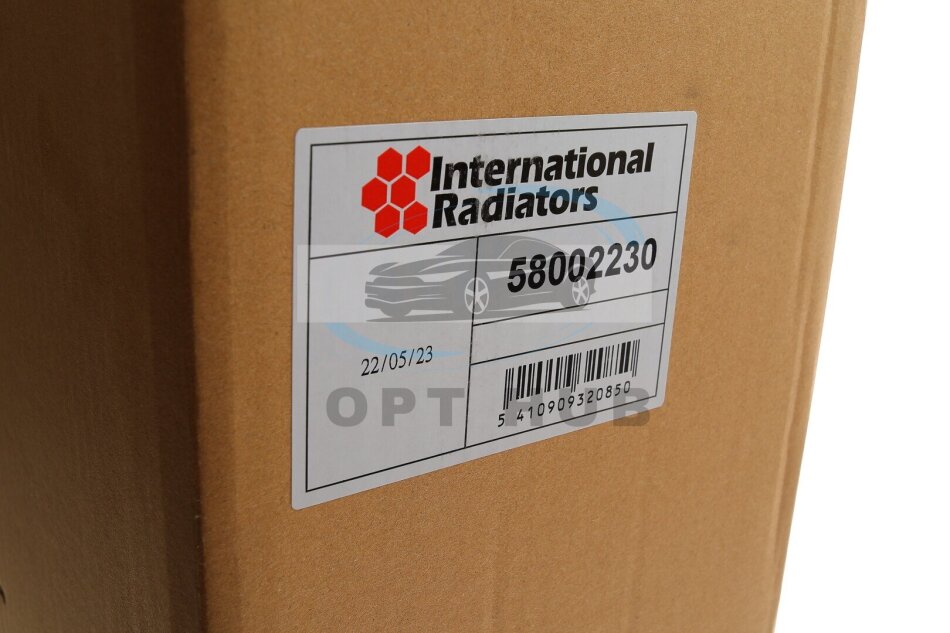 International
Radiators
58002230
22/05/23
5 410909 320850
OPT HUB